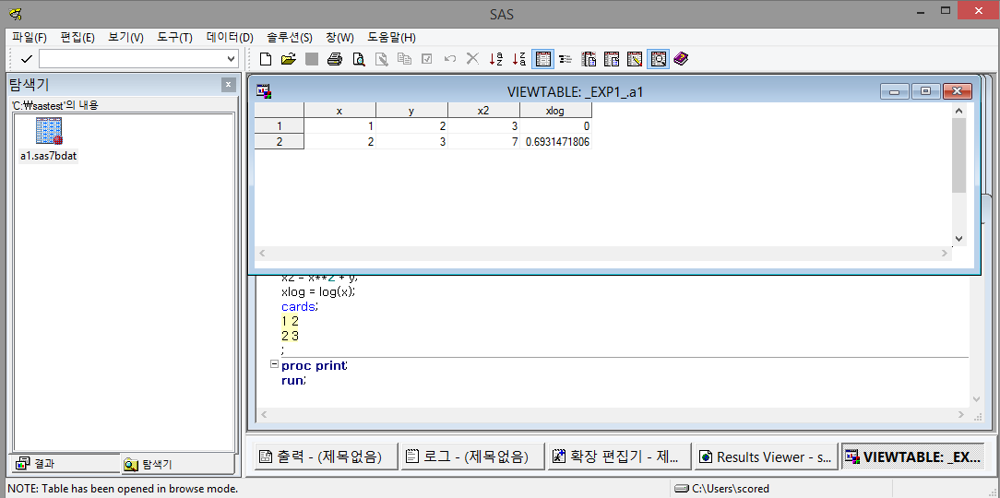 SAS
파일(F) 편집(E) 보기(V) 도구(T) 데이터(D) 솔루션(S) 창(W) 도움말(H)
탐색기
'C:₩sastest'의 내용
a1.sas7bdat
VIEWTABLE: _EXP1_.a1
x y x2 xlog
1 1 2 3 0
2 2 3 7 0.6931471806
x2 = x**2 + y;
xlog = log(x);
cards;
1 2
2 3
;
proc print;
run;
결과 탐색기
출력 - (제목없음) 로그 - (제목없음) 확장 편집기 - 제... Results Viewer - s... VIEWTABLE: _EX...
NOTE: Table has been opened in browse mode. C:\Users\scored